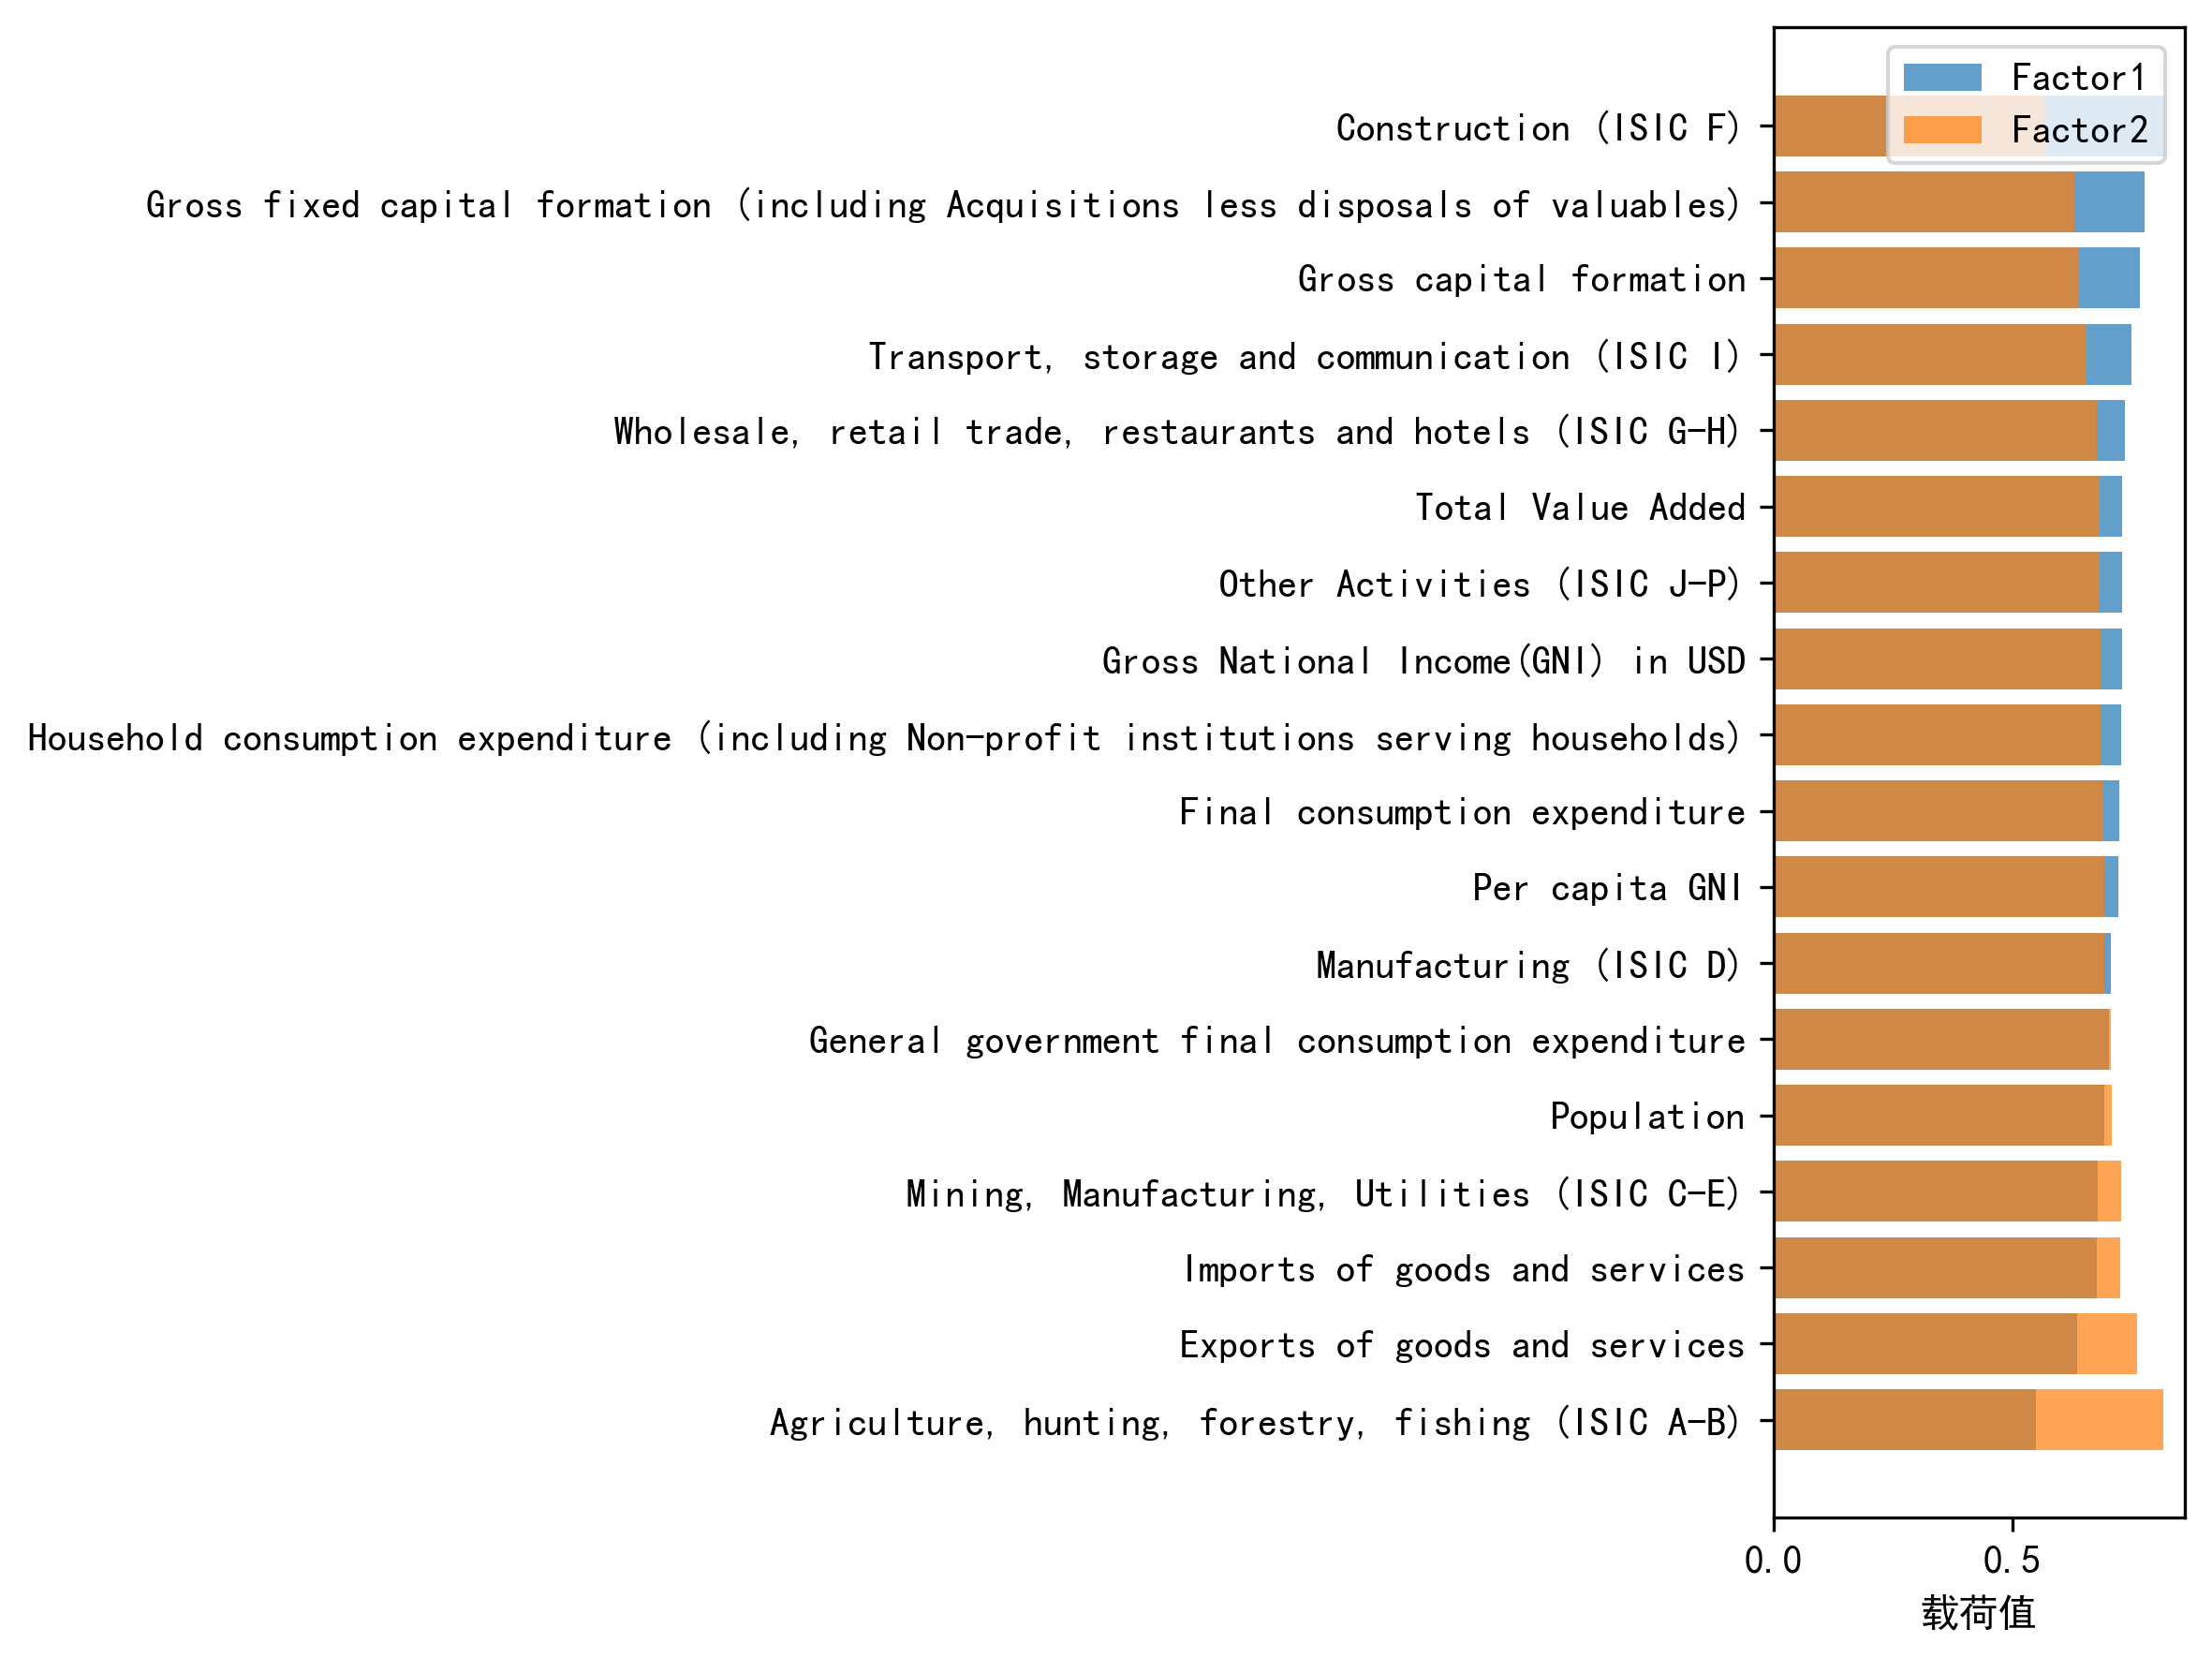 Factor1
Factor2
Construction (ISIC F)
Gross fixed capital formation (including Acquisitions less disposals of valuables)
Gross capital formation
Transport, storage and communication (ISIC I)
Wholesale, retail trade, restaurants and hotels (ISIC G-H)
Total Value Added
Other Activities (ISIC J-P)
Gross National Income(GNI) in USD
Household consumption expenditure (including Non-profit institutions serving households)
Final consumption expenditure
Per capita GNI
Manufacturing (ISIC D)
General government final consumption expenditure
Population
Mining, Manufacturing, Utilities (ISIC C-E)
Imports of goods and services
Exports of goods and services
Agriculture, hunting, forestry, fishing (ISIC A-B)
0.0 0.5
载荷值